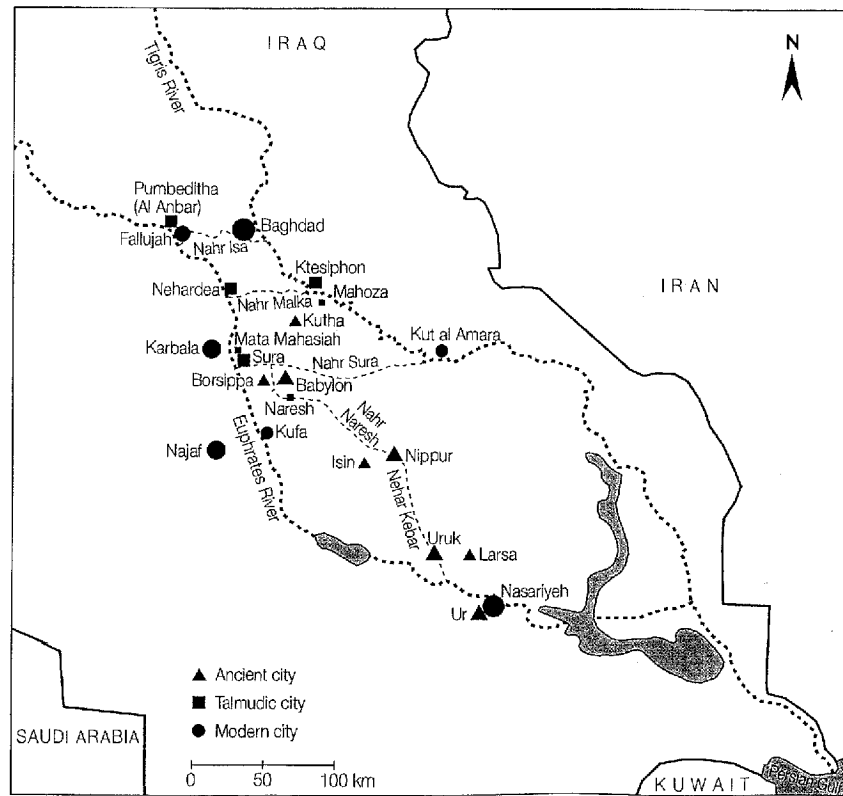 IRAQ
N
Tigris River
Pumbeditha
(Al Anbar)
Baghdad
Fallujah
Nahr Isa
Ktesiphon
Nehardea
Mahoza
Nahr Malka
IRAN
Kutha
Mata Mahasiah
Kut al Amara
Karbala
Sura
Nahr Sura
Borsippa
Babylon
Naresh
Nahr
Naresh
Euphrates River
Kufa
Najaf
Nippur
Isin
Nehar Kebar
Uruk
Larsa
Nasariyeh
Ur
Ancient city
Talmudic city
Modern city
SAUDI ARABIA
0 50 100 km
KUWAIT
Persian Gulf